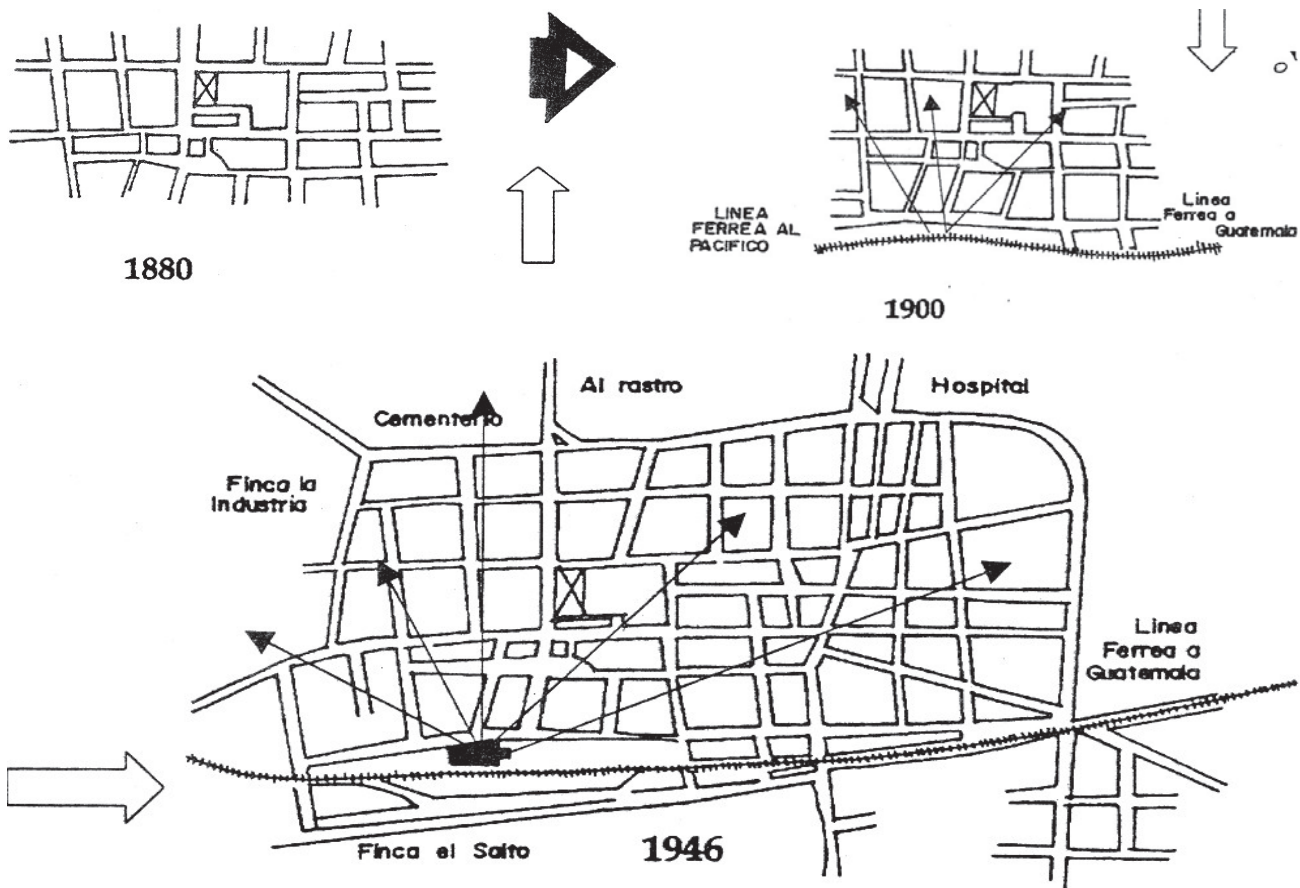 1880
LINEA
FERREA AL
PACIFICO
Linea
Ferrea a
Guatemala
1900
Al rastro
Hospital
Cementerio
Finca la
Industria
Linea
Ferrea a
Guatemala
Finca el Salto
1946